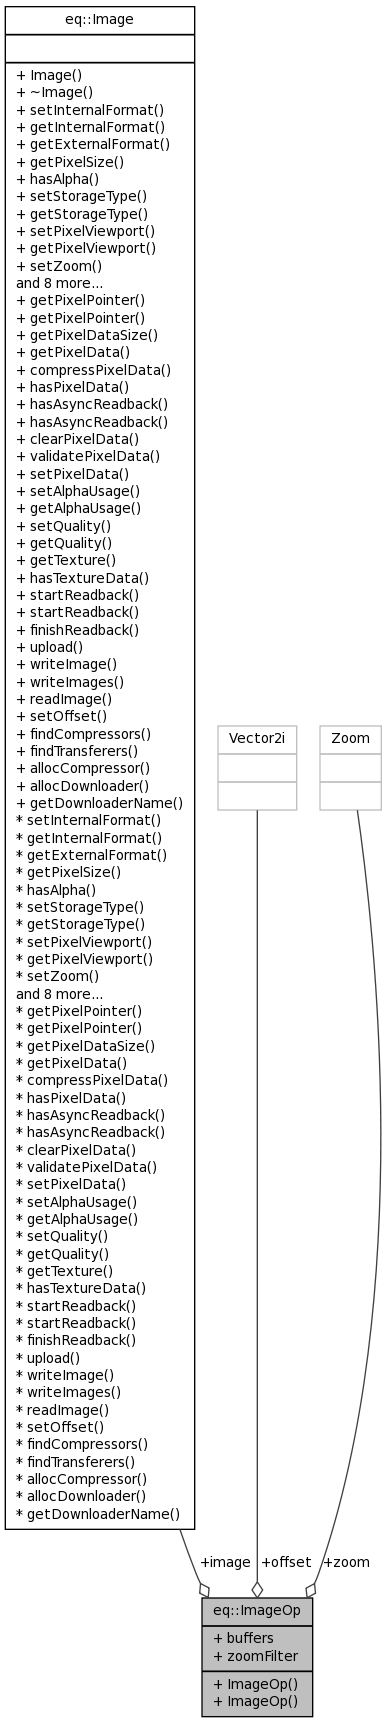 eq::Image
+ Image()
+ ~Image()
+ setInternalFormat()
+ getInternalFormat()
+ getExternalFormat()
+ getPixelSize()
+ hasAlpha()
+ setStorageType()
+ getStorageType()
+ setPixelViewport()
+ getPixelViewport()
+ setZoom()
and 8 more...
+ getPixelPointer()
+ getPixelPointer()
+ getPixelDataSize()
+ getPixelData()
+ compressPixelData()
+ hasPixelData()
+ hasAsyncReadback()
+ hasAsyncReadback()
+ clearPixelData()
+ validatePixelData()
+ setPixelData()
+ setAlphaUsage()
+ getAlphaUsage()
+ setQuality()
+ getQuality()
+ getTexture()
+ hasTextureData()
+ startReadback()
+ startReadback()
+ finishReadback()
+ upload()
+ writeImage()
+ writeImages()
+ readImage()
+ setOffset()
+ findCompressors()
+ findTransferers()
+ allocCompressor()
+ allocDownloader()
+ getDownloaderName()
* setInternalFormat()
* getInternalFormat()
* getExternalFormat()
* getPixelSize()
* hasAlpha()
* setStorageType()
* getStorageType()
* setPixelViewport()
* getPixelViewport()
* setZoom()
and 8 more...
* getPixelPointer()
* getPixelPointer()
* getPixelDataSize()
* getPixelData()
* compressPixelData()
* hasPixelData()
* hasAsyncReadback()
* hasAsyncReadback()
* clearPixelData()
* validatePixelData()
* setPixelData()
* setAlphaUsage()
* getAlphaUsage()
* setQuality()
* getQuality()
* getTexture()
* hasTextureData()
* startReadback()
* startReadback()
* finishReadback()
* upload()
* writeImage()
* writeImages()
* readImage()
* setOffset()
* findCompressors()
* findTransferers()
* allocCompressor()
* allocDownloader()
* getDownloaderName()
Vector2i
Zoom
+image
+offset
+zoom
eq::ImageOp
+ buffers
+ zoomFilter
+ ImageOp()
+ ImageOp()